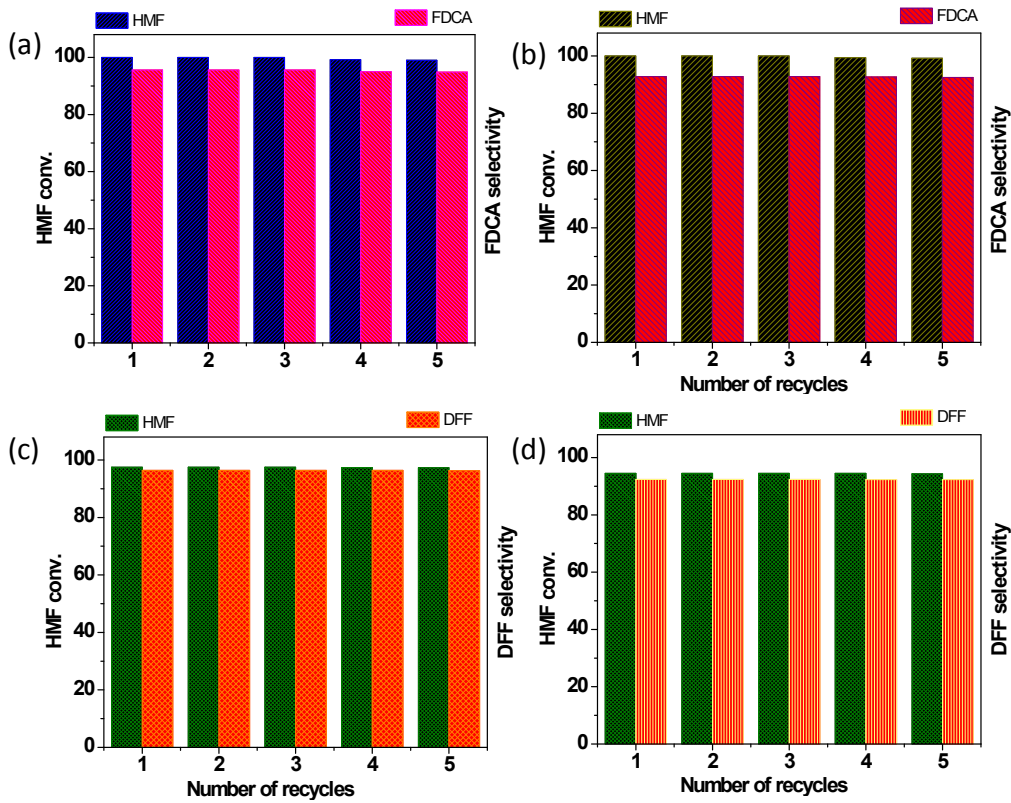 (a)
HMF
FDCA
100
80
60
40
20
0
HMF conv.
FDCA selectivity
1 2 3 4 5
(b)
HMF
FDCA
100
80
60
40
20
0
HMF conv.
FDCA selectivity
1 2 3 4 5
Number of recycles
(c)
HMF
DFF
100
80
60
40
20
0
HMF conv.
DFF selectivity
1 2 3 4 5
Number of recycles
(d)
HMF
DFF
100
80
60
40
20
0
HMF conv.
DFF selectivity
1 2 3 4 5
Number of recycles